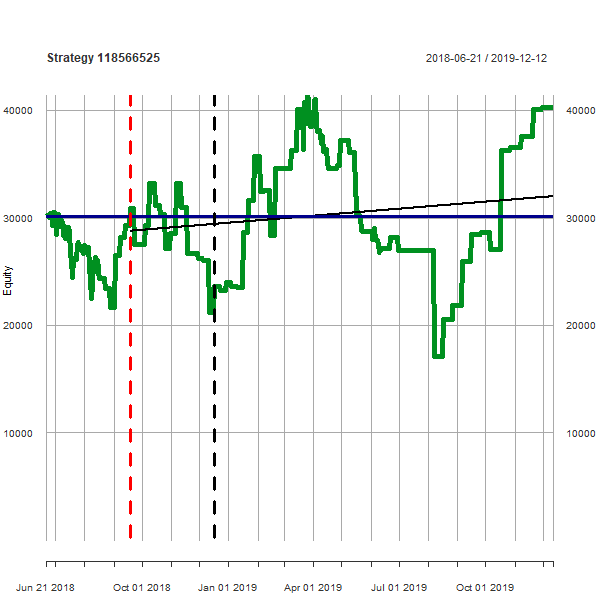 Strategy 118566525 2018-06-21 / 2019-12-12
40000 40000
30000 30000
Equity
20000 20000
10000 10000
Jun 21 2018 Oct 01 2018 Jan 01 2019 Apr 01 2019 Jul 01 2019 Oct 01 2019